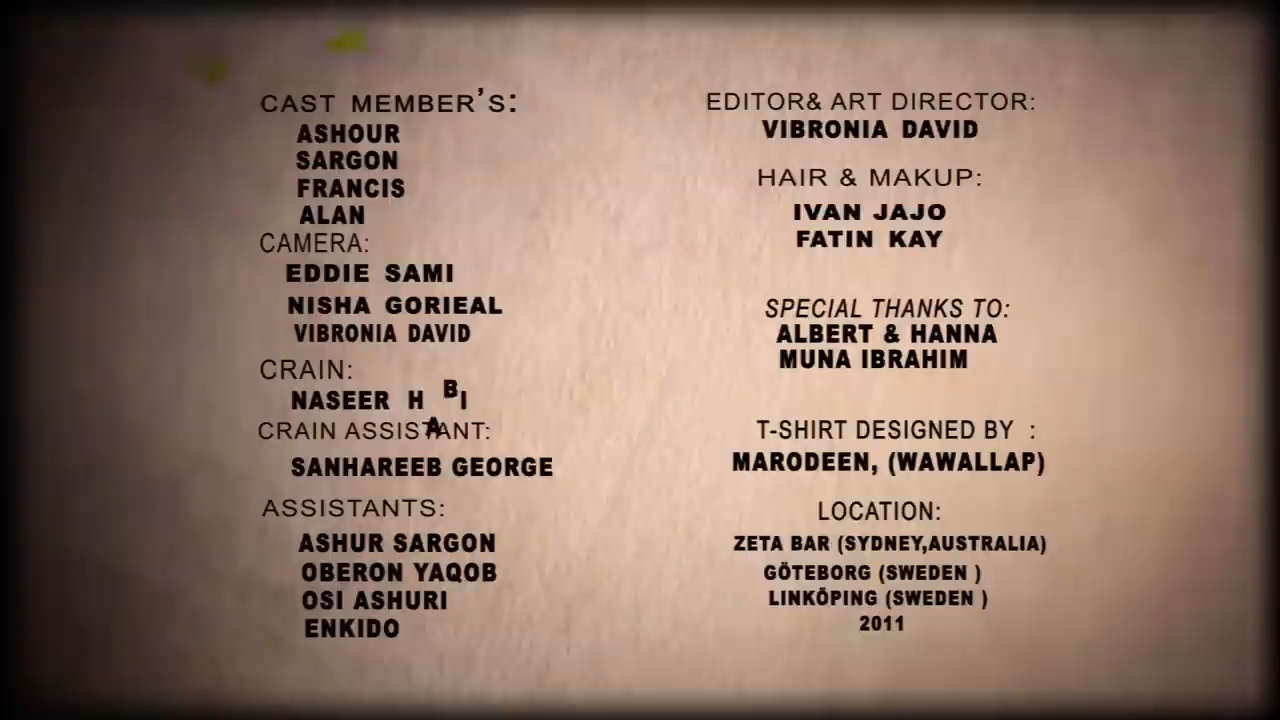 CAST MEMBER'S:
ASHOUR
SARGON
FRANCIS
ALAN
CAMERA:
EDDIE SAMI
NISHA GORIEAL
VIBRONIA DAVID
CRAIN:
NASEER HABI
CRAIN ASSISTANT:
SANHAREEB GEORGE
ASSISTANTS:
ASHUR SARGON
OBERON YAQOB
OSI ASHURI
ENKIDO
EDITOR& ART DIRECTOR:
VIBRONIA DAVID
HAIR & MAKUP:
IVAN JAJO
FATIN KAY
SPECIAL THANKS TO:
ALBERT & HANNA
MUNA IBRAHIM
T-SHIRT DESIGNED BY :
MARODEEN, (WAWALLAP)
LOCATION:
ZETA BAR (SYDNEY,AUSTRALIA)
GÖTEBORG (SWEDEN )
LINKÖPING (SWEDEN )
2011